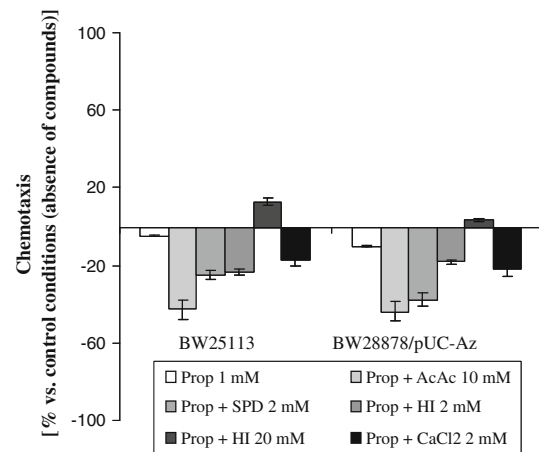 Chemotaxis
[ % vs. control conditions (absence of compounds)]
100
60
20
-20
-60
-100
BW25113 BW28878/pUC-Az
Prop 1 mM Prop + AcAc 10 mM
Prop + SPD 2 mM Prop + HI 2 mM
Prop + HI 20 mM Prop + CaCl2 2 mM